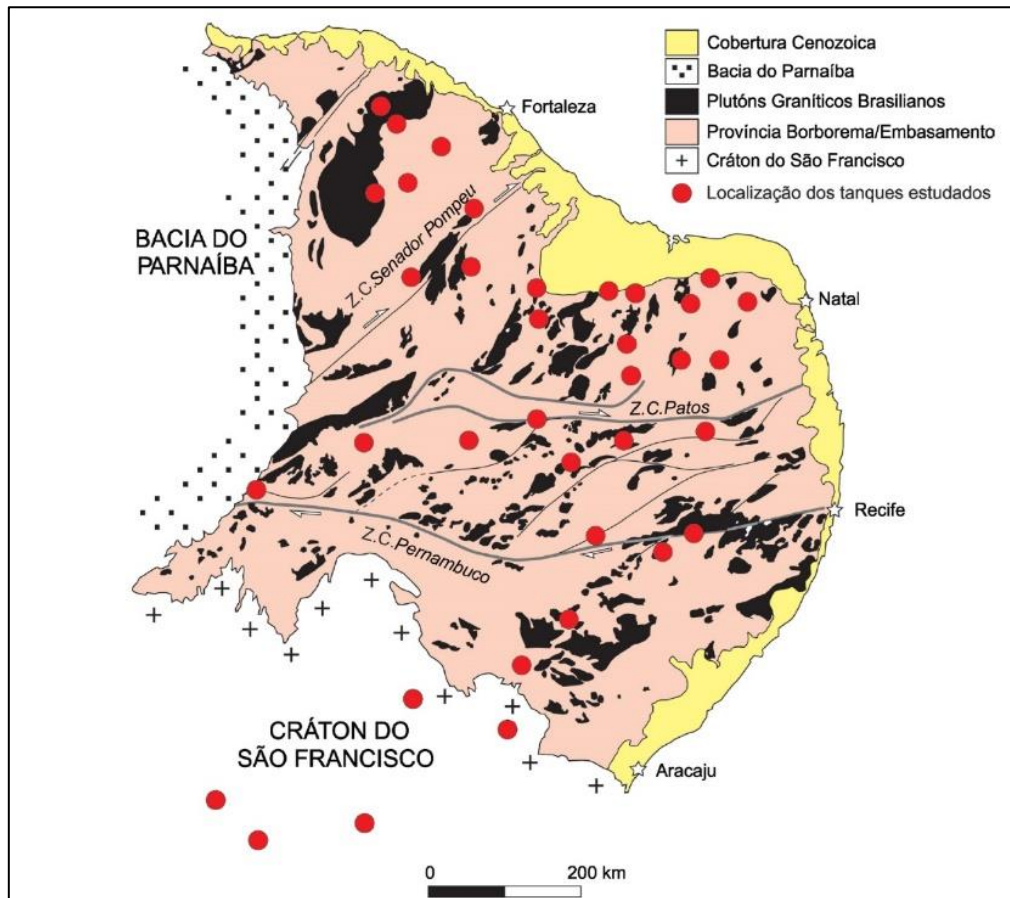 Cobertura Cenozoica
Bacia do Parnaíba
Plutóns Graníticos Brasilianos
Província Borborema/Embasamento
Cráton do São Francisco
Localização dos tanques estudados
Fortaleza
BACIA DO
PARNAÍBA
Z.C.Senador Pompeu
Natal
Z.C.Patos
Recife
Z.C.Pernambuco
CRÁTON DO
SÃO FRANCISCO
Aracaju
0 200 km